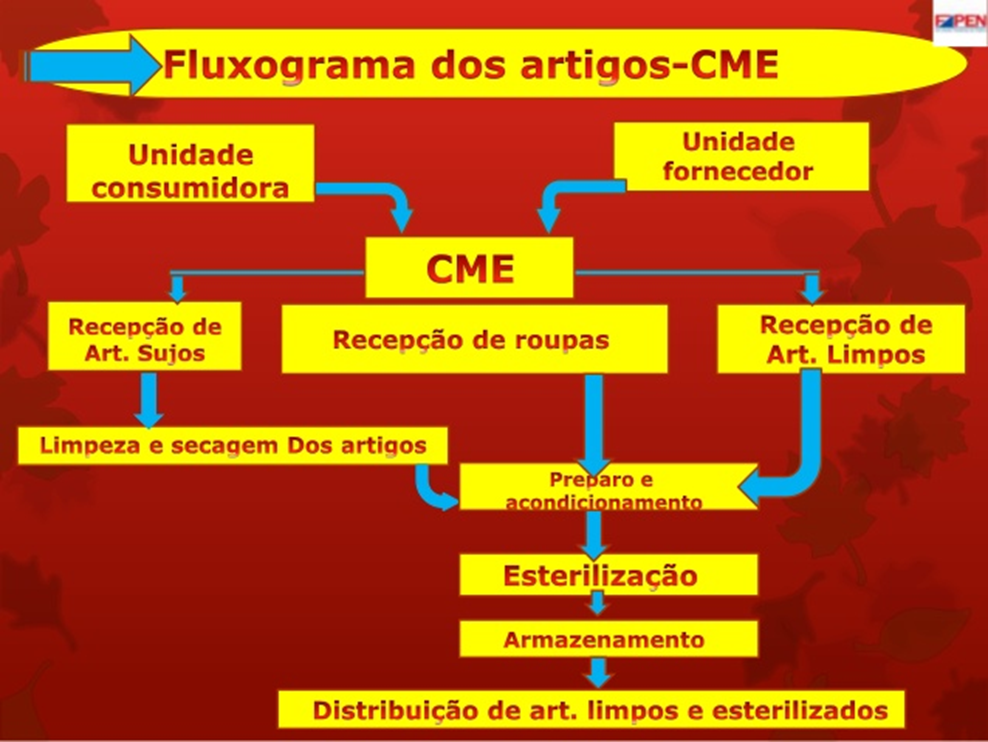 FAPEN
Fluxograma dos artigos-CME
Unidade
consumidora
Unidade
fornecedor
CME
Recepção de
Art. Sujos
Recepção de roupas
Recepção de
Art. Limpos
Limpeza e secagem Dos artigos
Preparo e
acondicionamento
Esterilização
Armazenamento
Distribuição de art. limpos e esterilizados